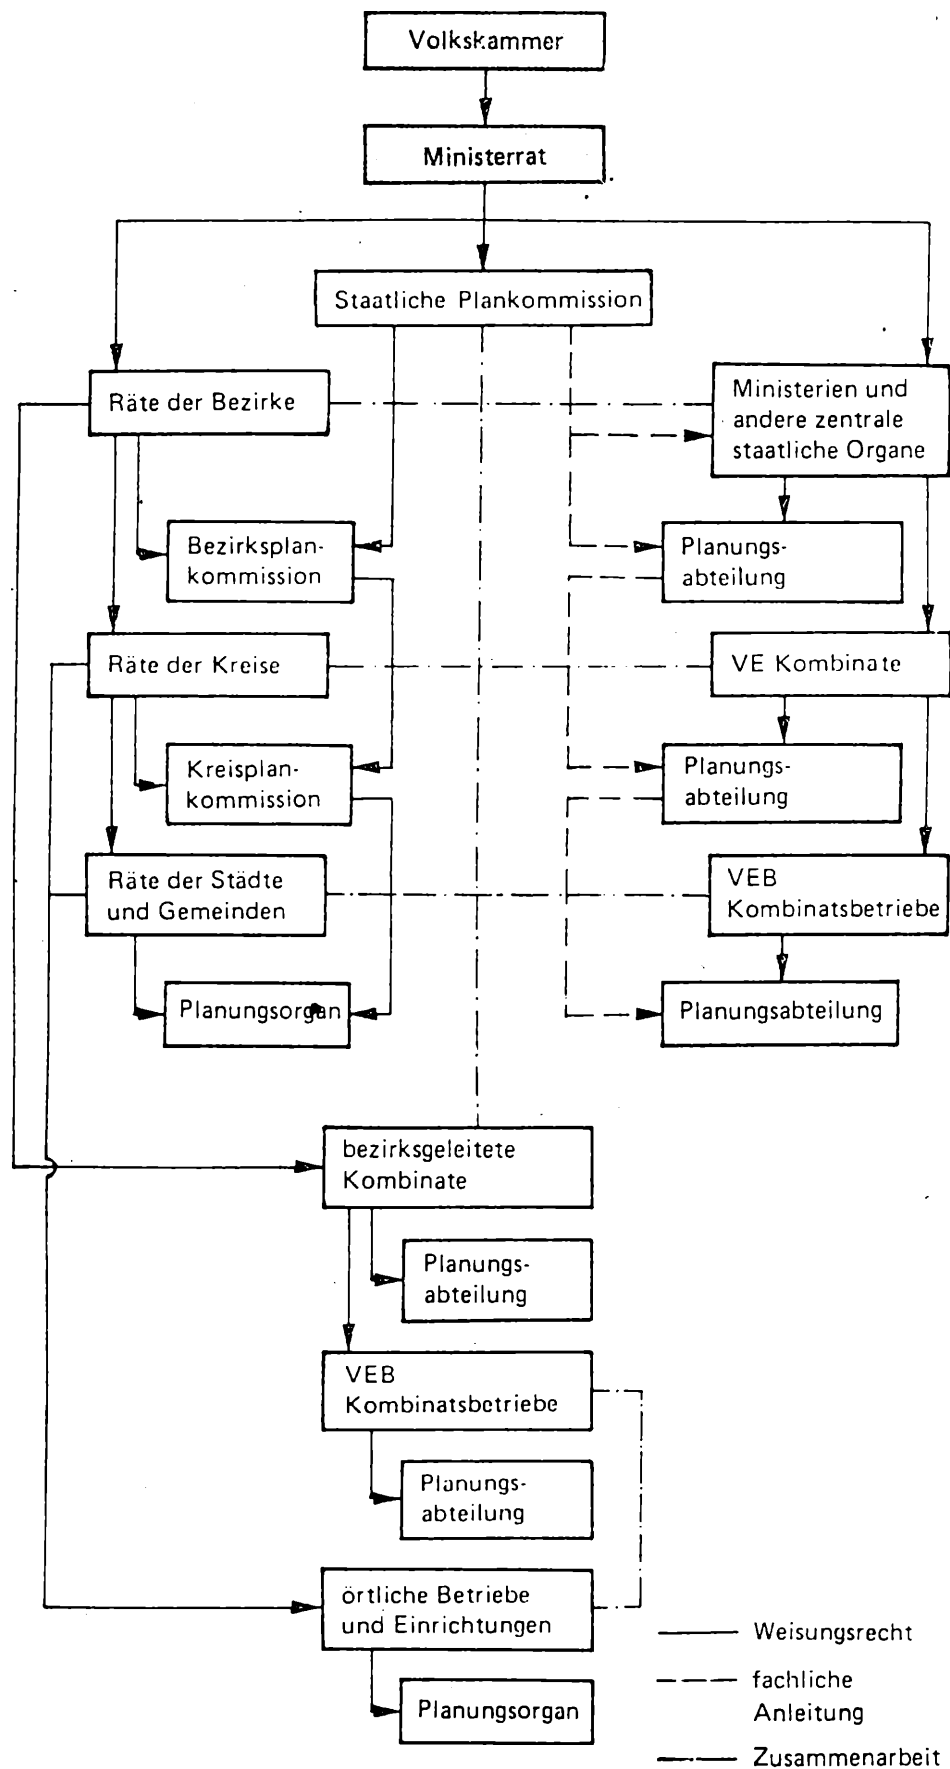 Volkskammer
Ministerrat
Staatliche Plankommission
Räte der Bezirke
Ministerien und
andere zentrale
staatliche Organe
Bezirksplan-
kommission
Planungs-
abteilung
Räte der Kreise
VE Kombinate
Kreisplan-
kommission
Planungs-
abteilung
Räte der Städte
und Gemeinden
VEB
Kombinatsbetriebe
Planungsorgan
Planungsabteilung
bezirksgeleitete
Kombinate
Planungs-
abteilung
VEB
Kombinatsbetriebe
Planungs-
abteilung
örtliche Betriebe
und Einrichtungen
Planungsorgan
Weisungsrecht
fachliche
Anleitung
Zusammenarbeit